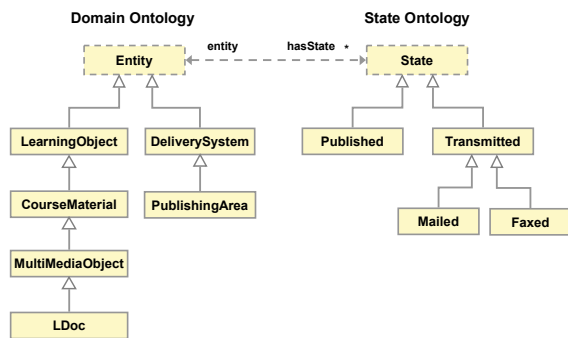 Domain Ontology State Ontology
Entity entity hasState * State
LearningObject DeliverySystem Published Transmitted
CourseMaterial PublishingArea Mailed Faxed
MultiMediaObject
LDoc